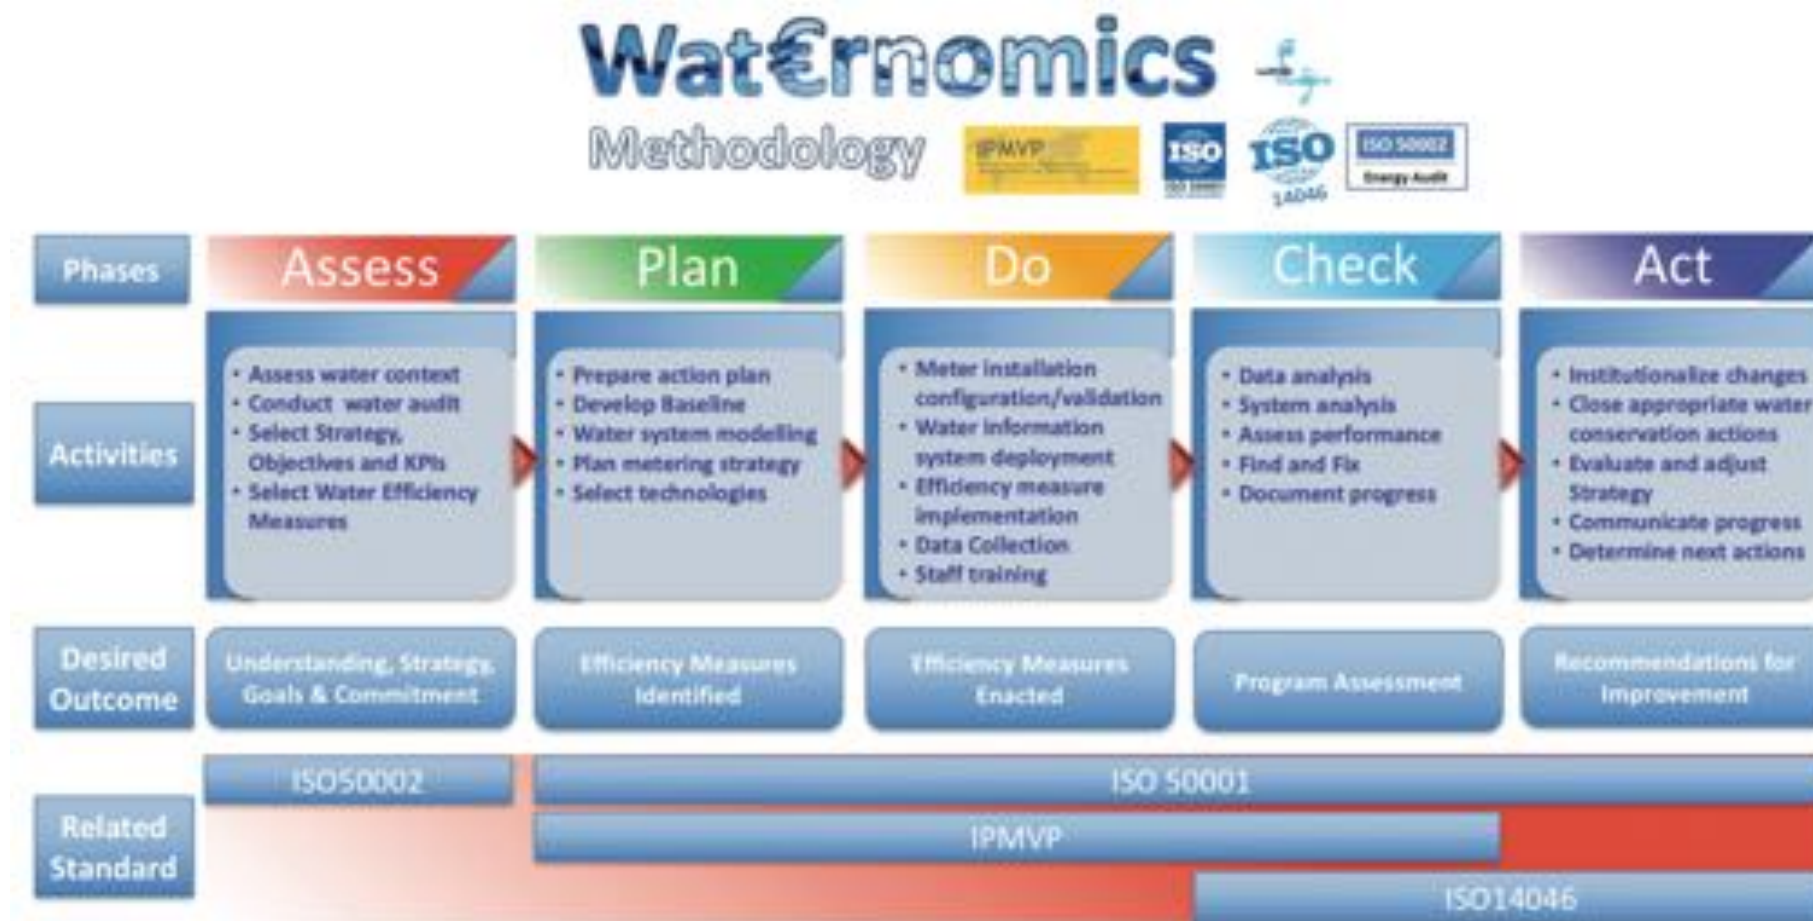 Wat€rnomics
Methodology
IPMVP
ISO
ISO 50001
ISO
14046
ISO 50002
Energy Audit
Phases
Assess
Plan
Do
Check
Act
Activities
• Assess water context
• Conduct water audit
• Select Strategy,
Objectives and KPIs
• Select Water Efficiency
Measures
• Prepare action plan
• Develop Baseline
• Water system modelling
• Plan metering strategy
• Select technologies
• Meter installation
configuration/validation
• Water information
system deployment
• Efficiency measure
implementation
• Data Collection
• Staff training
• Data analysis
• System analysis
• Assess performance
• Find and Fix
• Document progress
• Institutionalize changes
• Close appropriate water
conservation actions
• Evaluate and adjust
Strategy
• Communicate progress
• Determine next actions
Desired
Outcome
Understanding, Strategy,
Goals & Commitment
Efficiency Measures
Identified
Efficiency Measures
Enacted
Program Assessment
Recommendations for
Improvement
Related
Standard
ISO50002
ISO 50001
IPMVP
ISO14046